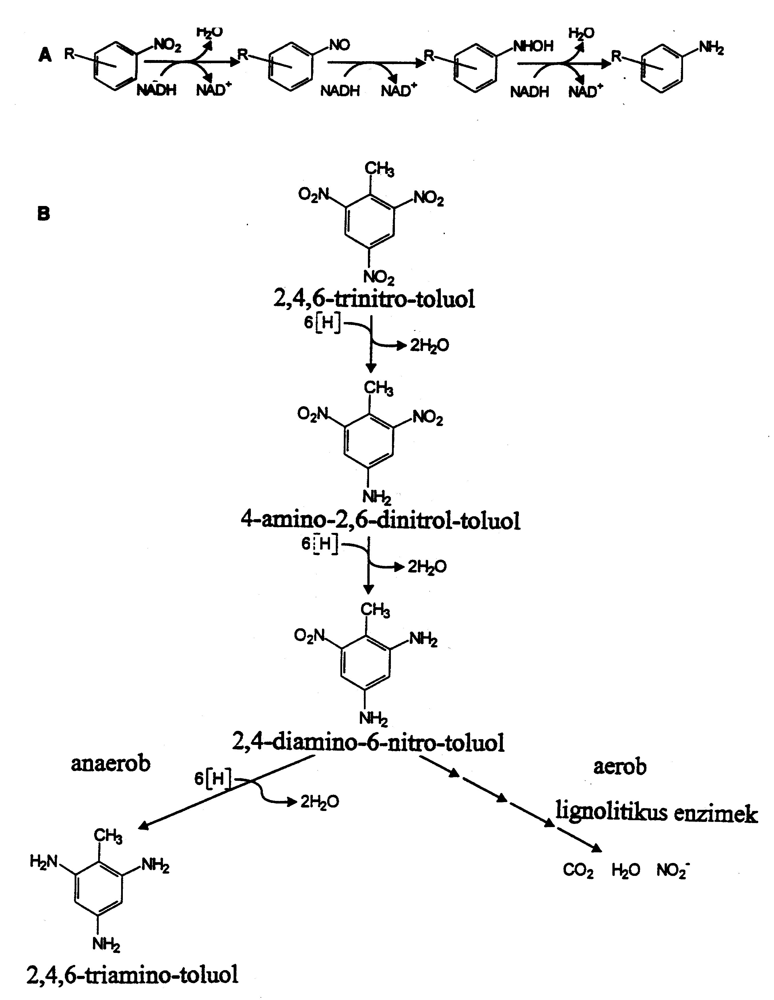 A
R NO₂ H₂O NADH NAD⁺
R NO NADH NAD⁺
R NHOH H₂O NADH NAD⁺
R NH₂
B
CH₃
O₂N NO₂
NO₂
2,4,6-trinitro-toluol
6[H]
2H₂O
CH₃
O₂N NO₂
NH₂
4-amino-2,6-dinitrol-toluol
6[H]
2H₂O
CH₃
O₂N NH₂
NH₂
2,4-diamino-6-nitro-toluol
anaerob
6[H]
2H₂O
CH₃
H₂N NH₂
NH₂
2,4,6-triamino-toluol
aerob
lignolitikus enzimek
CO₂ H₂O NO₂⁻